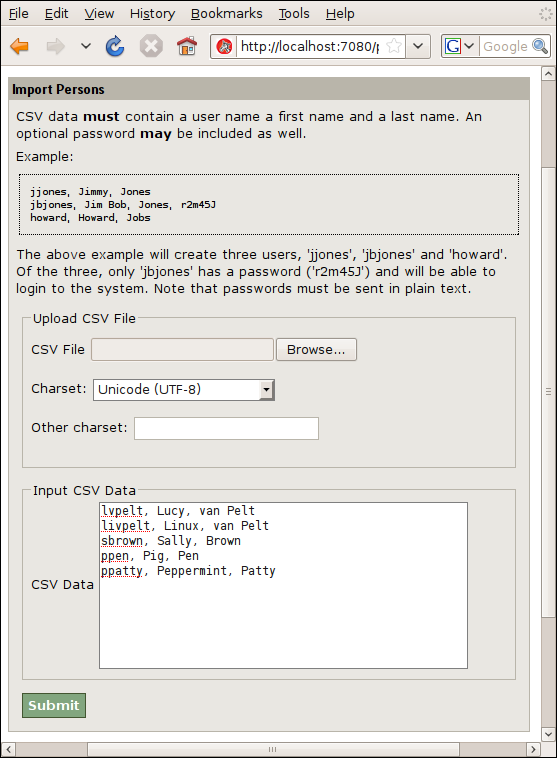 File Edit View History Bookmarks Tools Help
http://localhost:7080/p
G Google
Import Persons
CSV data must contain a user name a first name and a last name. An
optional password may be included as well.
Example:
jjones, Jimmy, Jones
jbjones, Jim Bob, Jones, r2m45J
howard, Howard, Jobs
The above example will create three users, 'jjones', 'jbjones' and 'howard'.
Of the three, only 'jbjones' has a password ('r2m45J') and will be able to
login to the system. Note that passwords must be sent in plain text.
Upload CSV File
CSV File Browse...
Charset: Unicode (UTF-8)
Other charset:
Input CSV Data
lvpelt, Lucy, van Pelt
livpelt, Linux, van Pelt
sbrown, Sally, Brown
ppen, Pig, Pen
ppatty, Peppermint, Patty
CSV Data
Submit